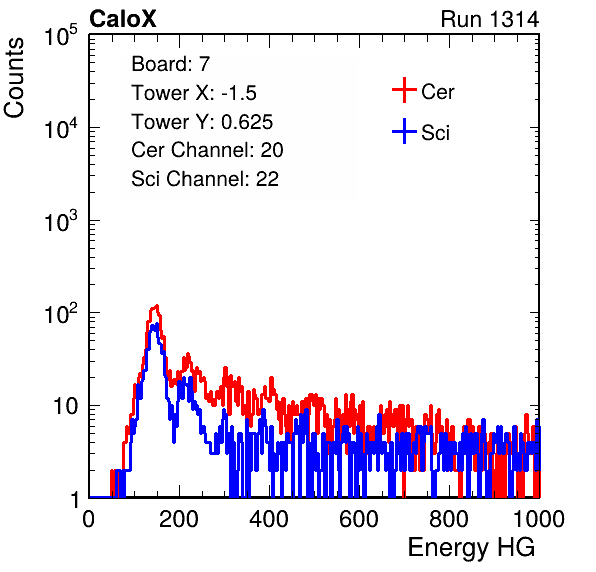 CaloX Run 1314
Counts
Board: 7
Tower X: -1.5
Tower Y: 0.625
Cer Channel: 20
Sci Channel: 22
Cer
Sci
10^5
10^4
10^3
10^2
10
1
0 200 400 600 800 1000
Energy HG